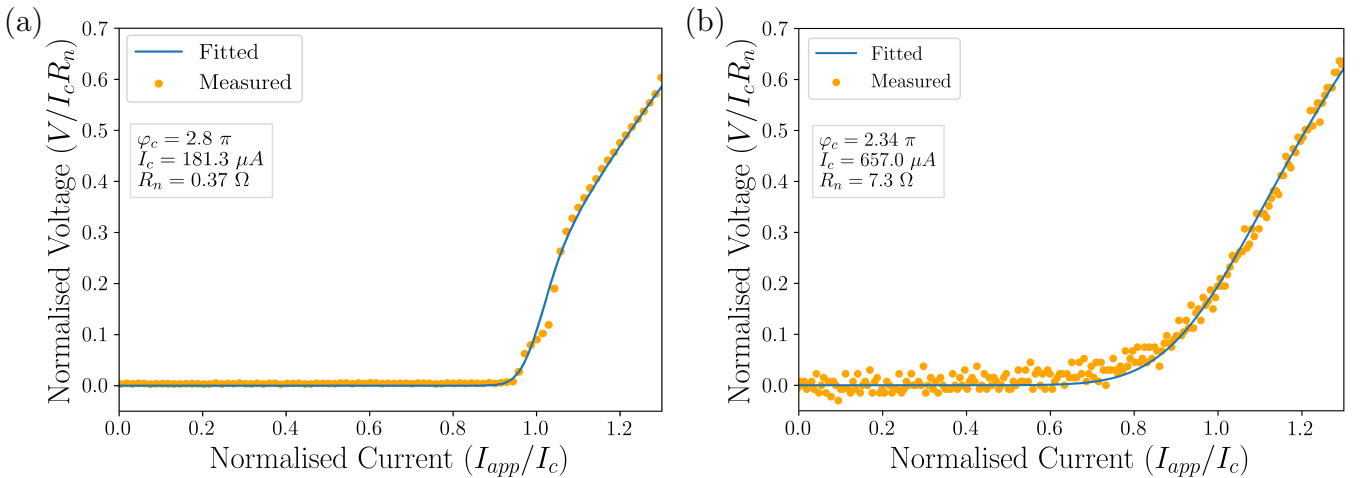 (a)
Normalised Voltage (V/I_cR_n)
0.7
0.6
0.5
0.4
0.3
0.2
0.1
0.0
Fitted
Measured
φ_c = 2.8 π
I_c = 181.3 μA
R_n = 0.37 Ω
0.0 0.2 0.4 0.6 0.8 1.0 1.2
Normalised Current (I_app/I_c)
(b)
Normalised Voltage (V/I_cR_n)
0.7
0.6
0.5
0.4
0.3
0.2
0.1
0.0
Fitted
Measured
φ_c = 2.34 π
I_c = 657.0 μA
R_n = 7.3 Ω
0.0 0.2 0.4 0.6 0.8 1.0 1.2
Normalised Current (I_app/I_c)